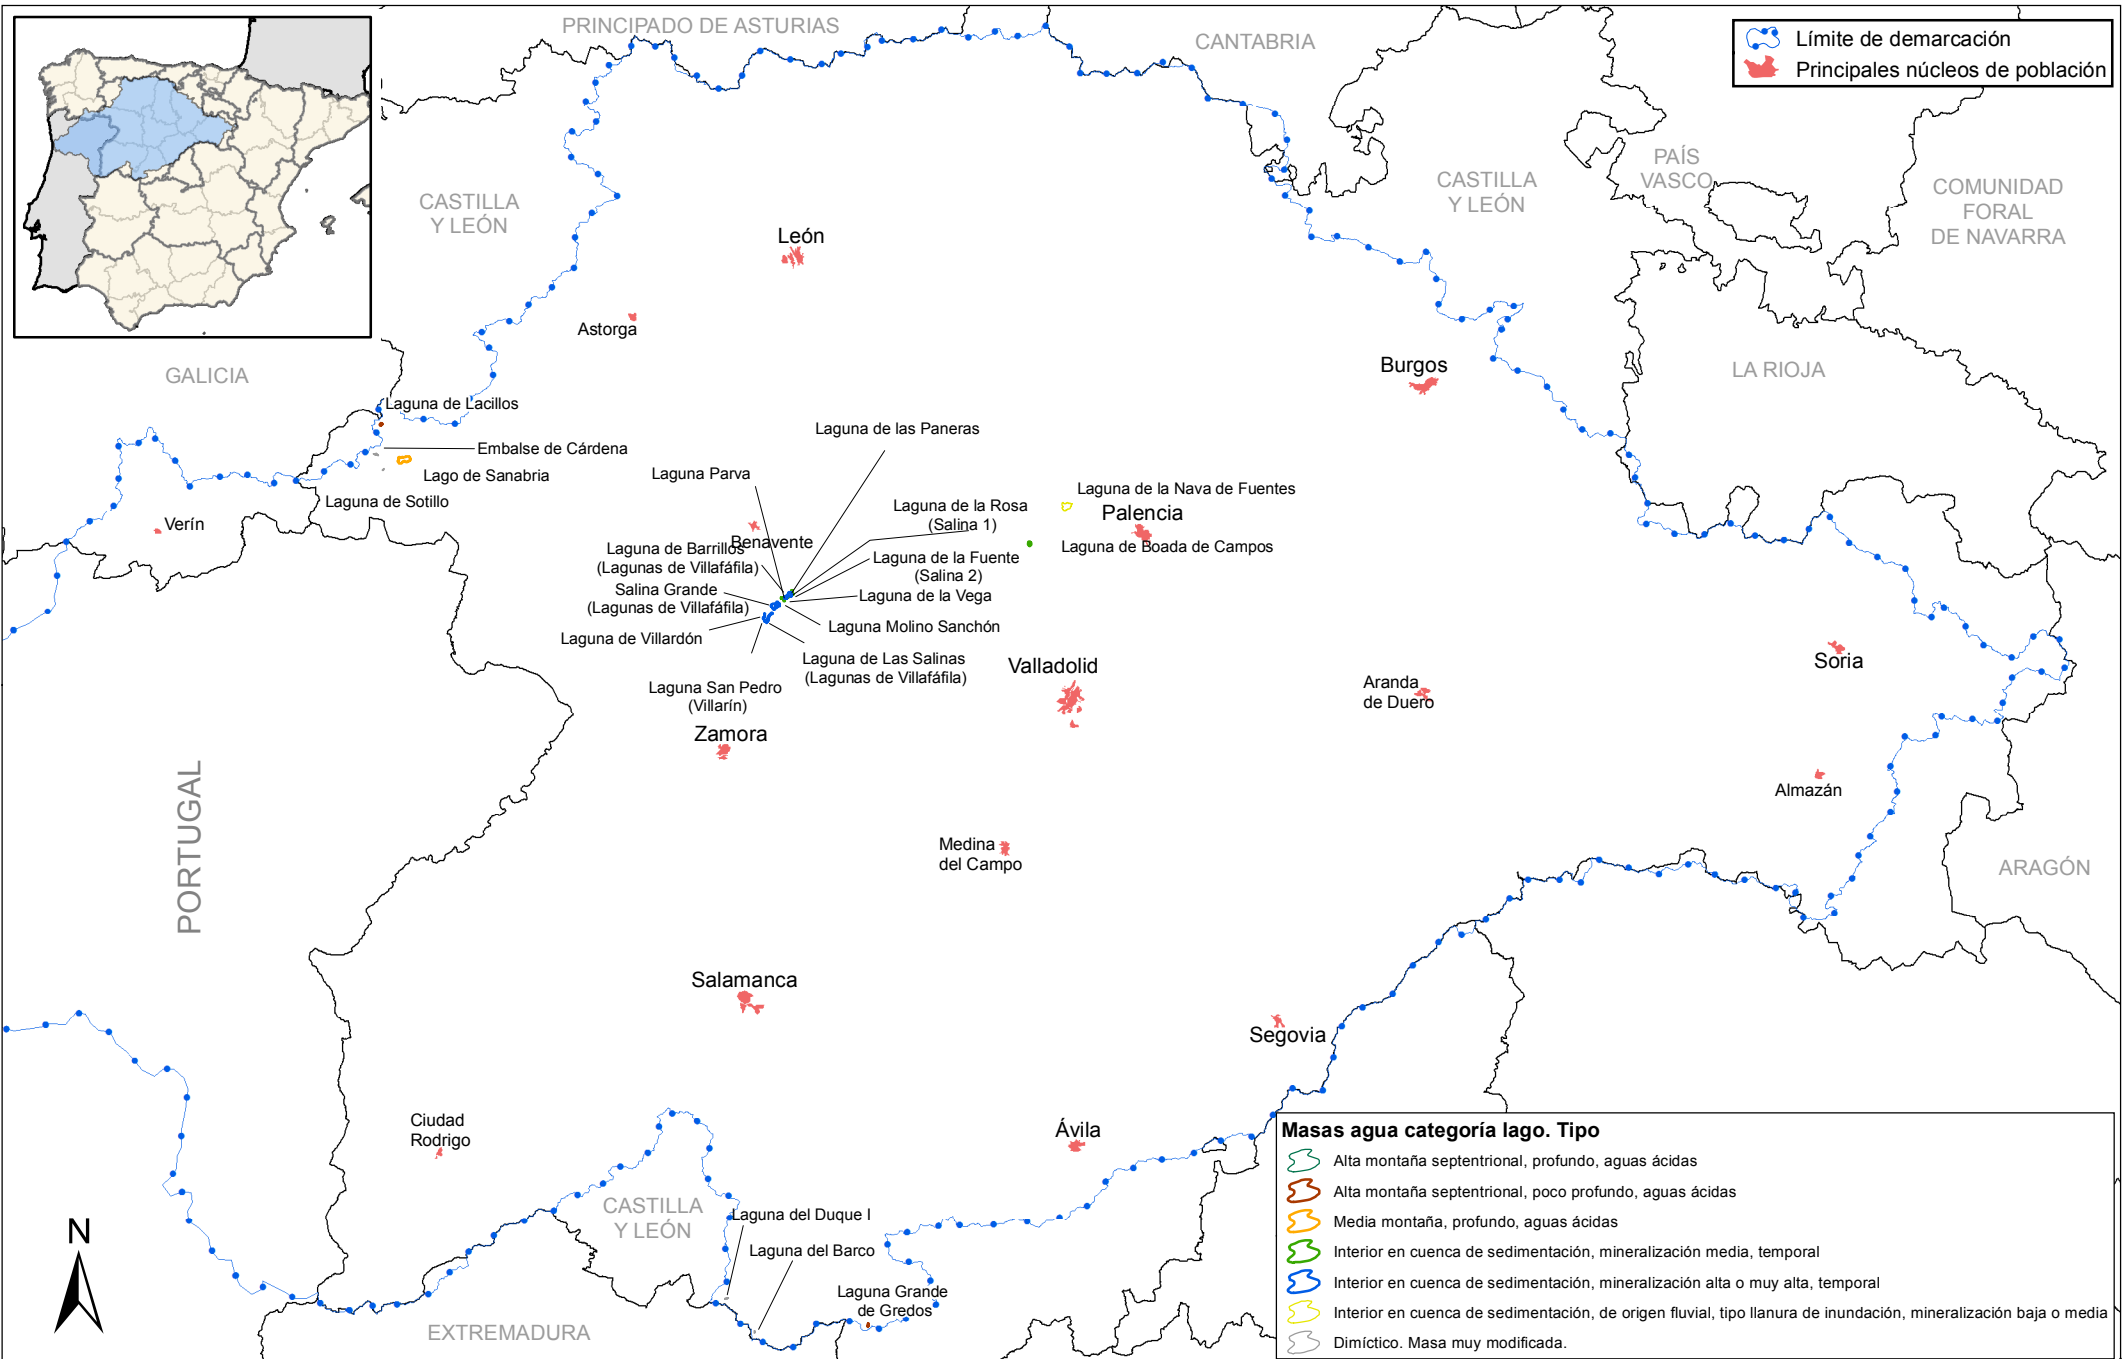 PRINCIPADO DE ASTURIAS
CANTABRIA
Límite de demarcación
Principales núcleos de población
PAÍS
VASCO
CASTILLA
Y LEÓN
COMUNIDAD
FORAL
DE NAVARRA
CASTILLA
Y LEÓN
León
Astorga
GALICIA
Burgos
LA RIOJA
Laguna de Lacillos
Embalse de Cárdena
Lago de Sanabria
Laguna de Sotillo
Verín
Laguna de las Paneras
Laguna Parva
Laguna de la Rosa
(Salina 1)
Laguna de la Nava de Fuentes
Palencia
Laguna de Boada de Campos
Benavente
Laguna de Barrillos
(Lagunas de Villafáfila)
Laguna de la Fuente
(Salina 2)
Salina Grande
(Lagunas de Villafáfila)
Laguna de la Vega
Laguna de Villardón
Laguna Molino Sanchón
Laguna de Las Salinas
(Lagunas de Villafáfila)
Laguna San Pedro
(Villarín)
Valladolid
Zamora
Aranda
de Duero
Soria
Almazán
PORTUGAL
Medina
del Campo
ARAGÓN
Salamanca
Segovia
Ciudad
Rodrigo
Ávila
CASTILLA
Y LEÓN
Laguna del Duque I
Laguna del Barco
Laguna Grande
de Gredos
EXTREMADURA
N
Masas agua categoría lago. Tipo
Alta montaña septentrional, profundo, aguas ácidas
Alta montaña septentrional, poco profundo, aguas ácidas
Media montaña, profundo, aguas ácidas
Interior en cuenca de sedimentación, mineralización media, temporal
Interior en cuenca de sedimentación, mineralización alta o muy alta, temporal
Interior en cuenca de sedimentación, de origen fluvial, tipo llanura de inundación, mineralización baja o media
Dimíctico. Masa muy modificada.